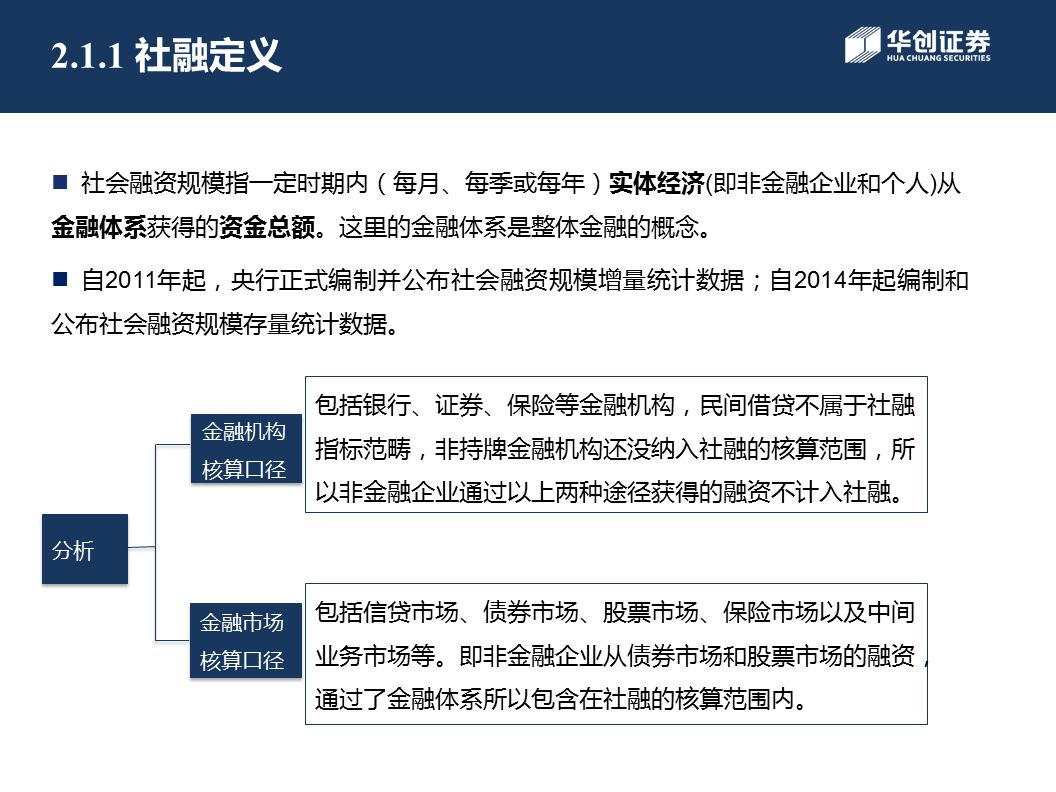 2.1.1 社融定义
华创证券
HUA CHUANG SECURITIES
社会融资规模指一定时期内（每月、每季或每年）实体经济(即非金融企业和个人)从
金融体系获得的资金总额。这里的金融体系是整体金融的概念。
自2011年起，央行正式编制并公布社会融资规模增量统计数据；自2014年起编制和
公布社会融资规模存量统计数据。
分析
金融机构
核算口径
包括银行、证券、保险等金融机构，民间借贷不属于社融
指标范畴，非持牌金融机构还没纳入社融的核算范围，所
以非金融企业通过以上两种途径获得的融资不计入社融。
金融市场
核算口径
包括信贷市场、债券市场、股票市场、保险市场以及中间
业务市场等。即非金融企业从债券市场和股票市场的融资，
通过了金融体系所以包含在社融的核算范围内。